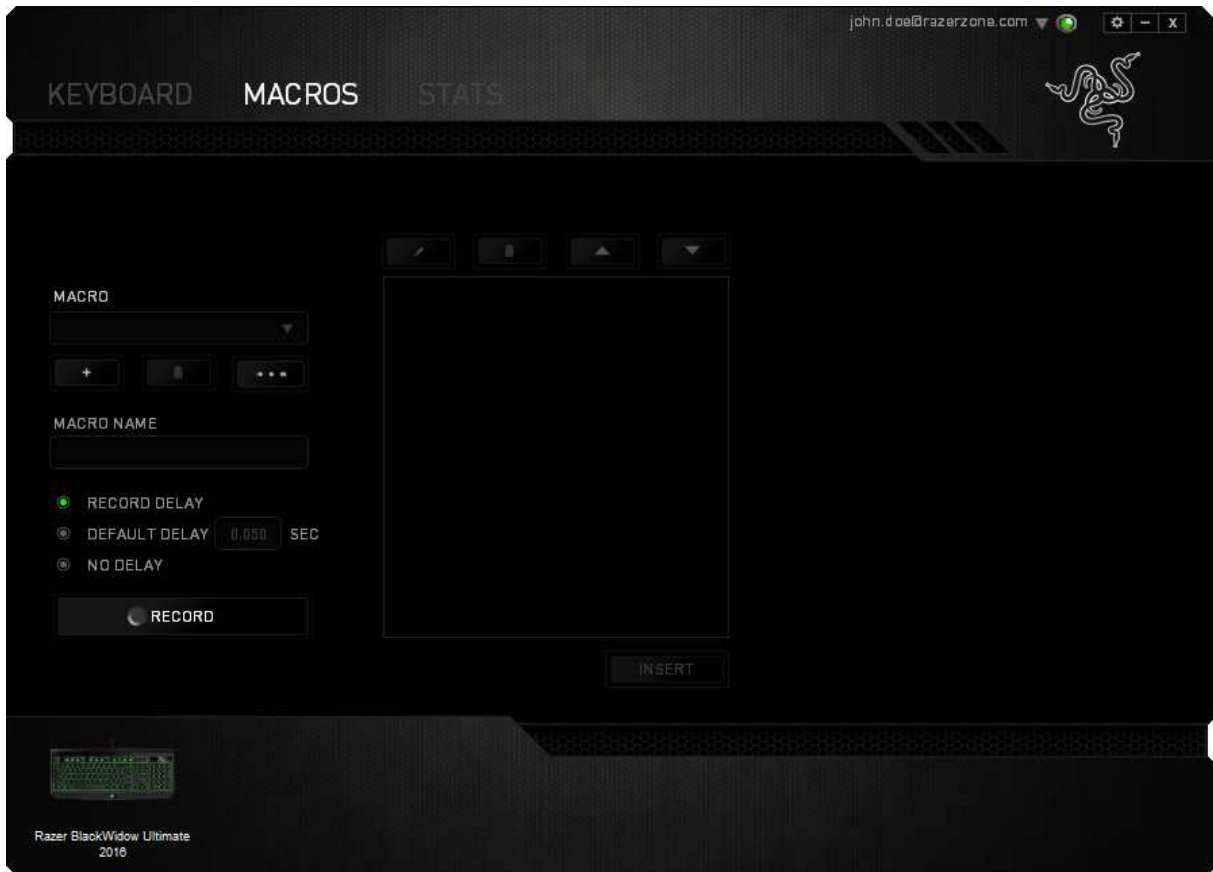 john.doe@razerzone.com
KEYBOARD MACROS STATS
MACRO
MACRO NAME
RECORD DELAY
DEFAULT DELAY 0.050 SEC
NO DELAY
RECORD
INSERT
Razer BlackWidow Ultimate
2016